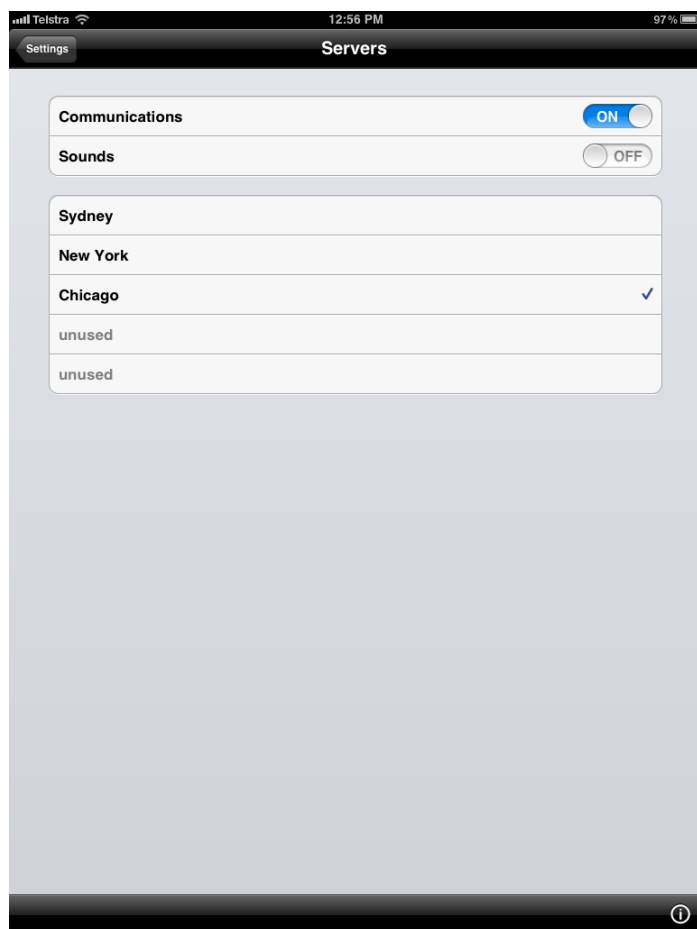 Telstra 12:56 PM 97%
Settings Servers
Communications ON
Sounds OFF
Sydney
New York
Chicago
unused
unused